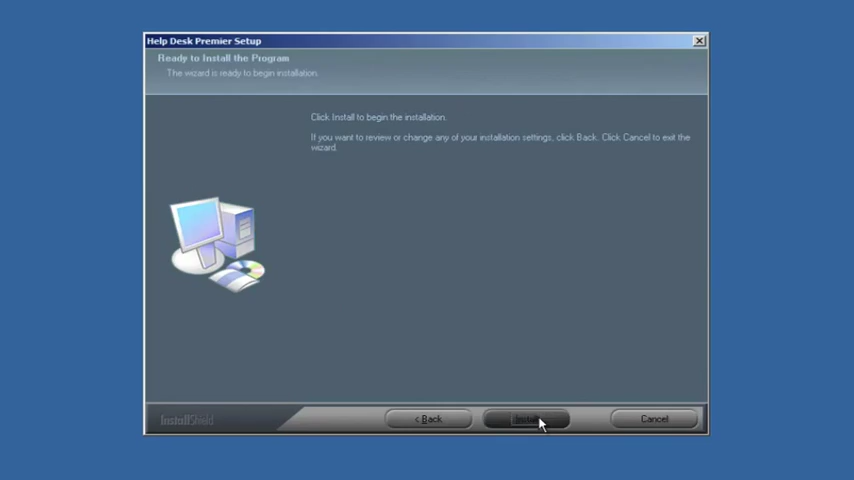 Help Desk Premier Setup
Ready to Install the Program
The wizard is ready to begin installation.
Click Install to begin the installation.
If you want to review or change any of your installation settings, click Back. Click Cancel to exit the
wizard.
InstallShield
< Back
Install
Cancel